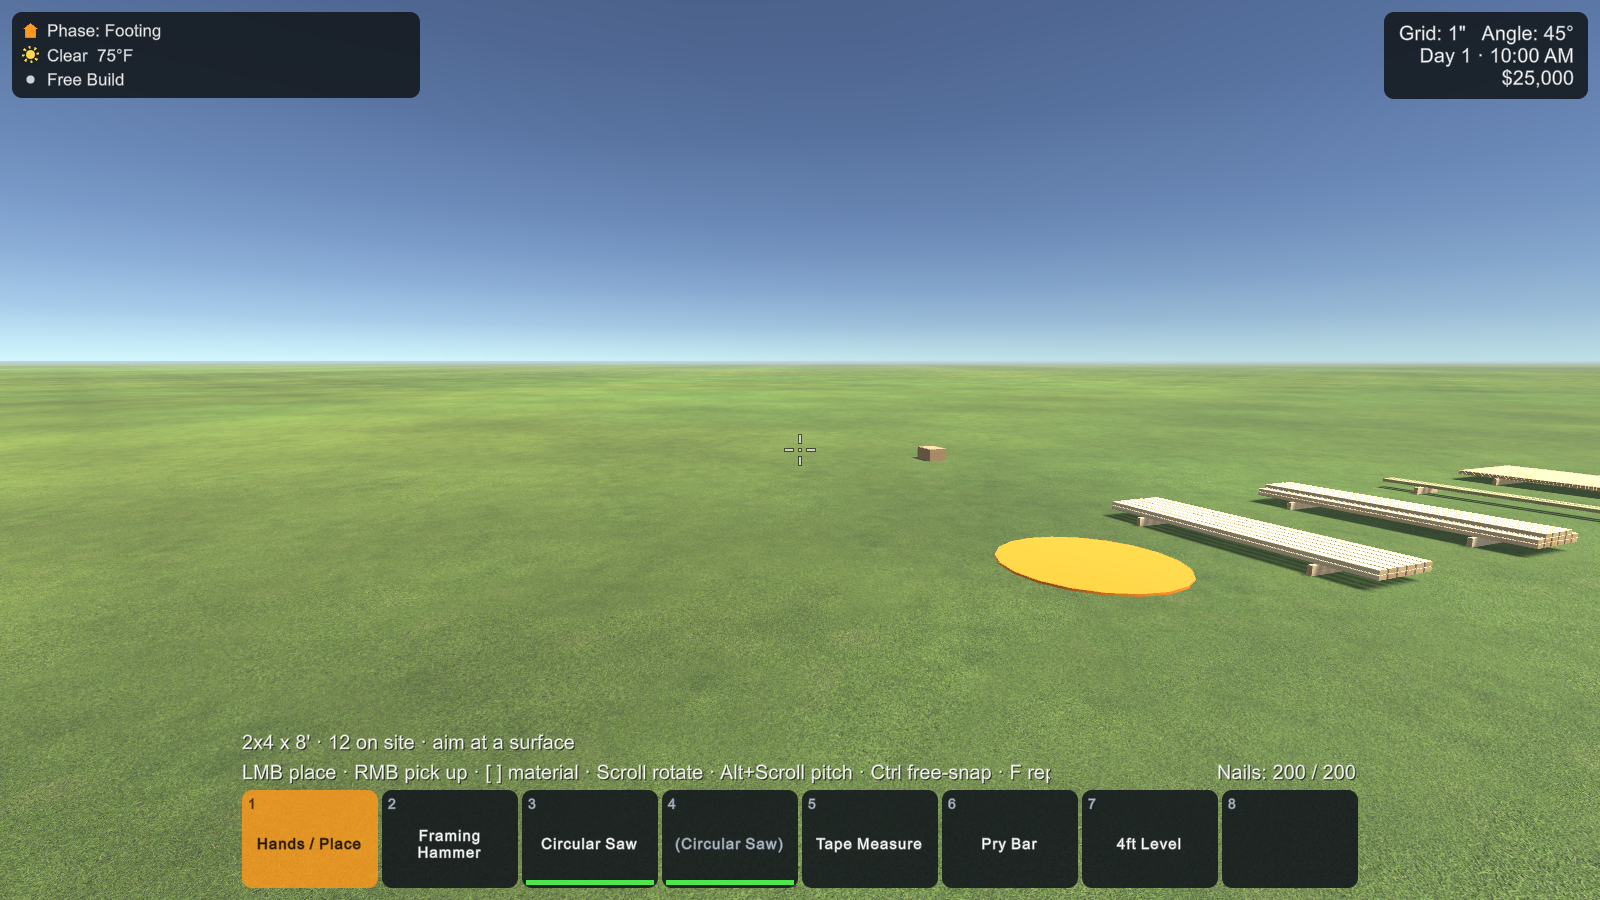 Phase: Footing
Clear 75°F
Free Build
Grid: 1" Angle: 45°
Day 1 · 10:00 AM
$25,000
2x4 x 8' · 12 on site · aim at a surface
LMB place · RMB pick up · [ ] material · Scroll rotate · Alt+Scroll pitch · Ctrl free-snap · F rep
Nails: 200 / 200
1
Hands / Place
2
Framing
Hammer
3
Circular Saw
4
(Circular Saw)
5
Tape Measure
6
Pry Bar
7
4ft Level
8